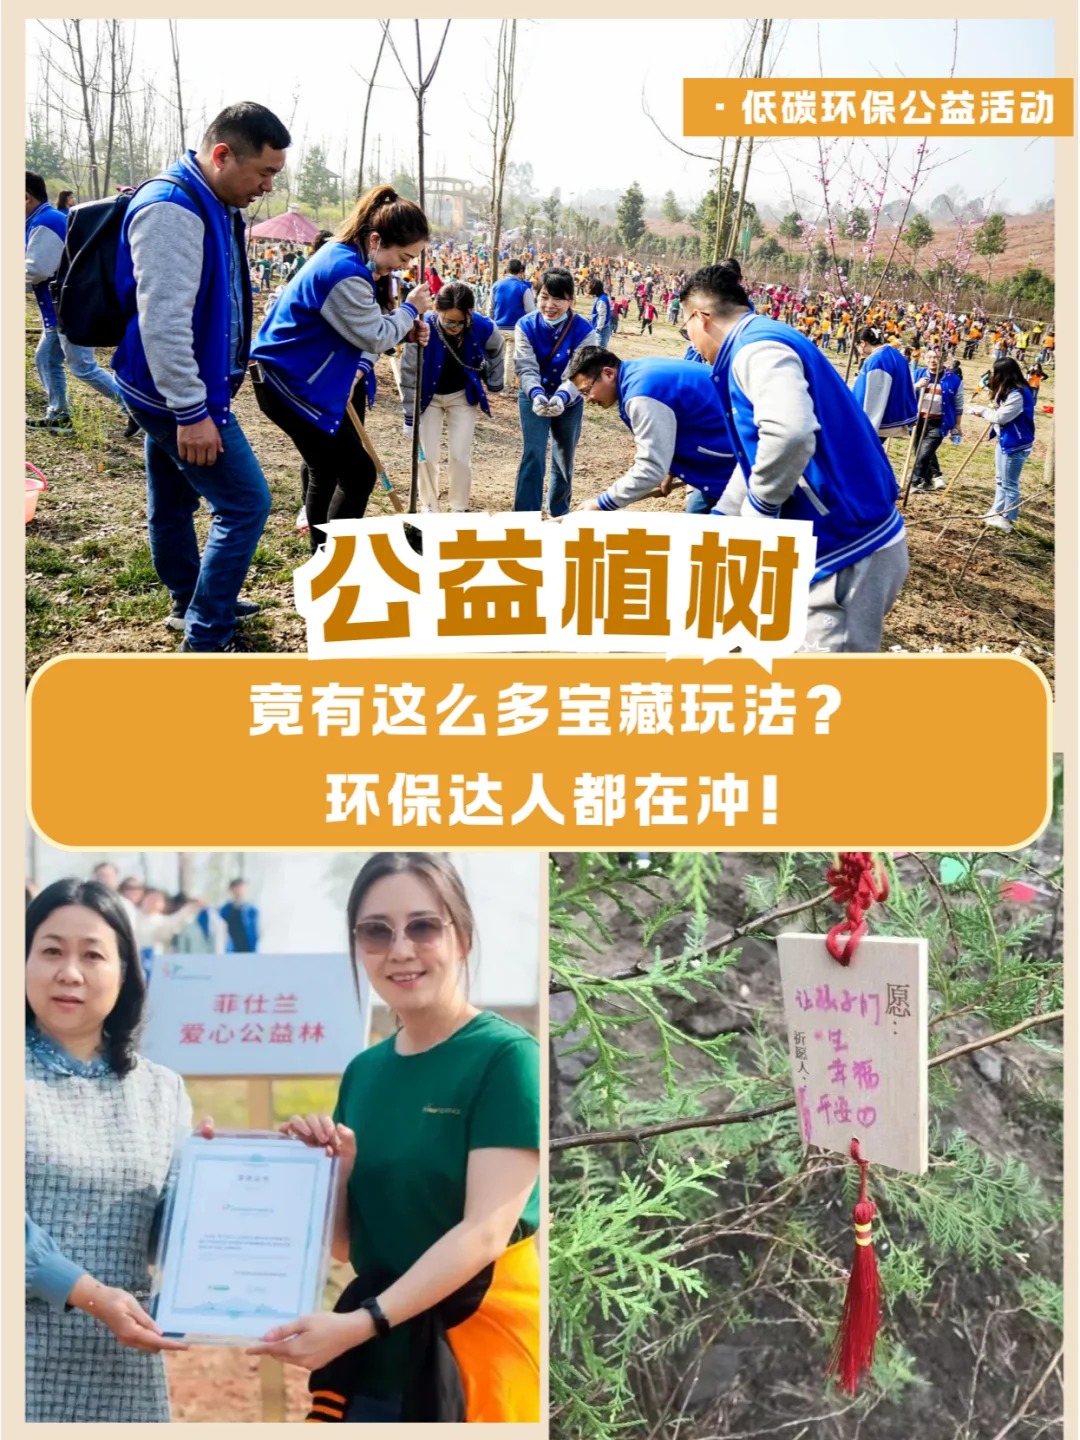 ·低碳环保公益活动
公益植树
竟有这么多宝藏玩法？
环保达人都在冲！
菲仕兰
爱心公益林
愿：
让孩子们
一生
幸福
平安
祈愿人：